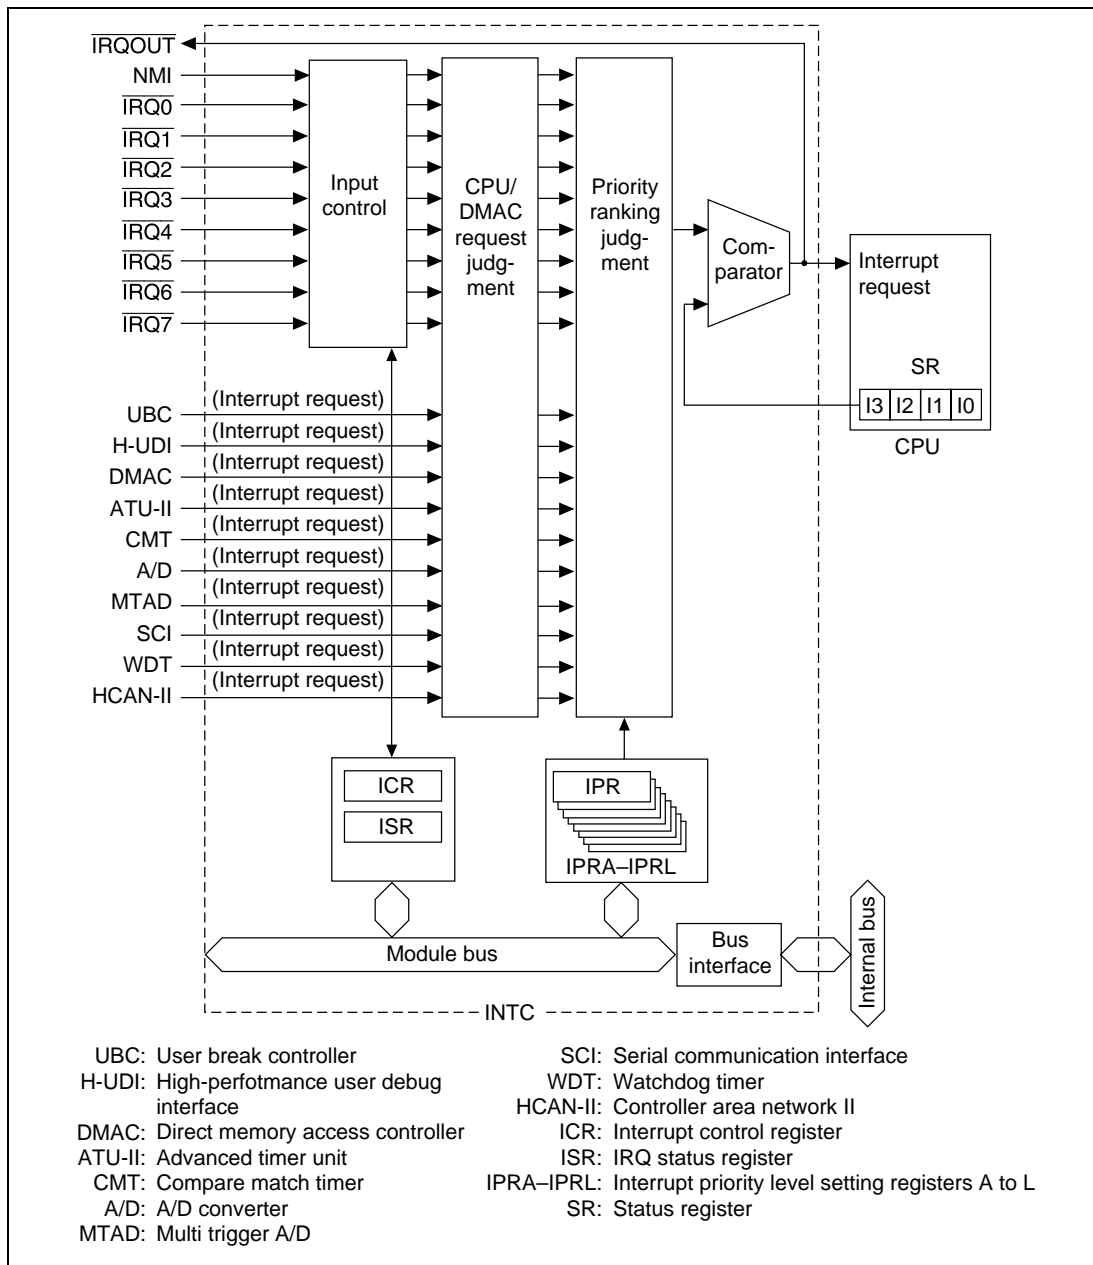 IRQOUT
NMI
IRQ0
IRQ1
IRQ2
IRQ3
IRQ4
IRQ5
IRQ6
IRQ7
Input
control
CPU/
DMAC
request
judg-
ment
Priority
ranking
judg-
ment
Com-
parator
Interrupt
request
SR
I3 I2 I1 I0
CPU
UBC
(Interrupt request)
H-UDI
(Interrupt request)
DMAC
(Interrupt request)
ATU-II
(Interrupt request)
CMT
(Interrupt request)
A/D
(Interrupt request)
MTAD
(Interrupt request)
SCI
(Interrupt request)
WDT
(Interrupt request)
HCAN-II
(Interrupt request)
ICR
ISR
IPR
IPRA–IPRL
Module bus
Bus
interface
Internal bus
INTC
UBC: User break controller
H-UDI: High-perfotmance user debug
interface
DMAC: Direct memory access controller
ATU-II: Advanced timer unit
CMT: Compare match timer
A/D: A/D converter
MTAD: Multi trigger A/D
SCI: Serial communication interface
WDT: Watchdog timer
HCAN-II: Controller area network II
ICR: Interrupt control register
ISR: IRQ status register
IPRA–IPRL: Interrupt priority level setting registers A to L
SR: Status register